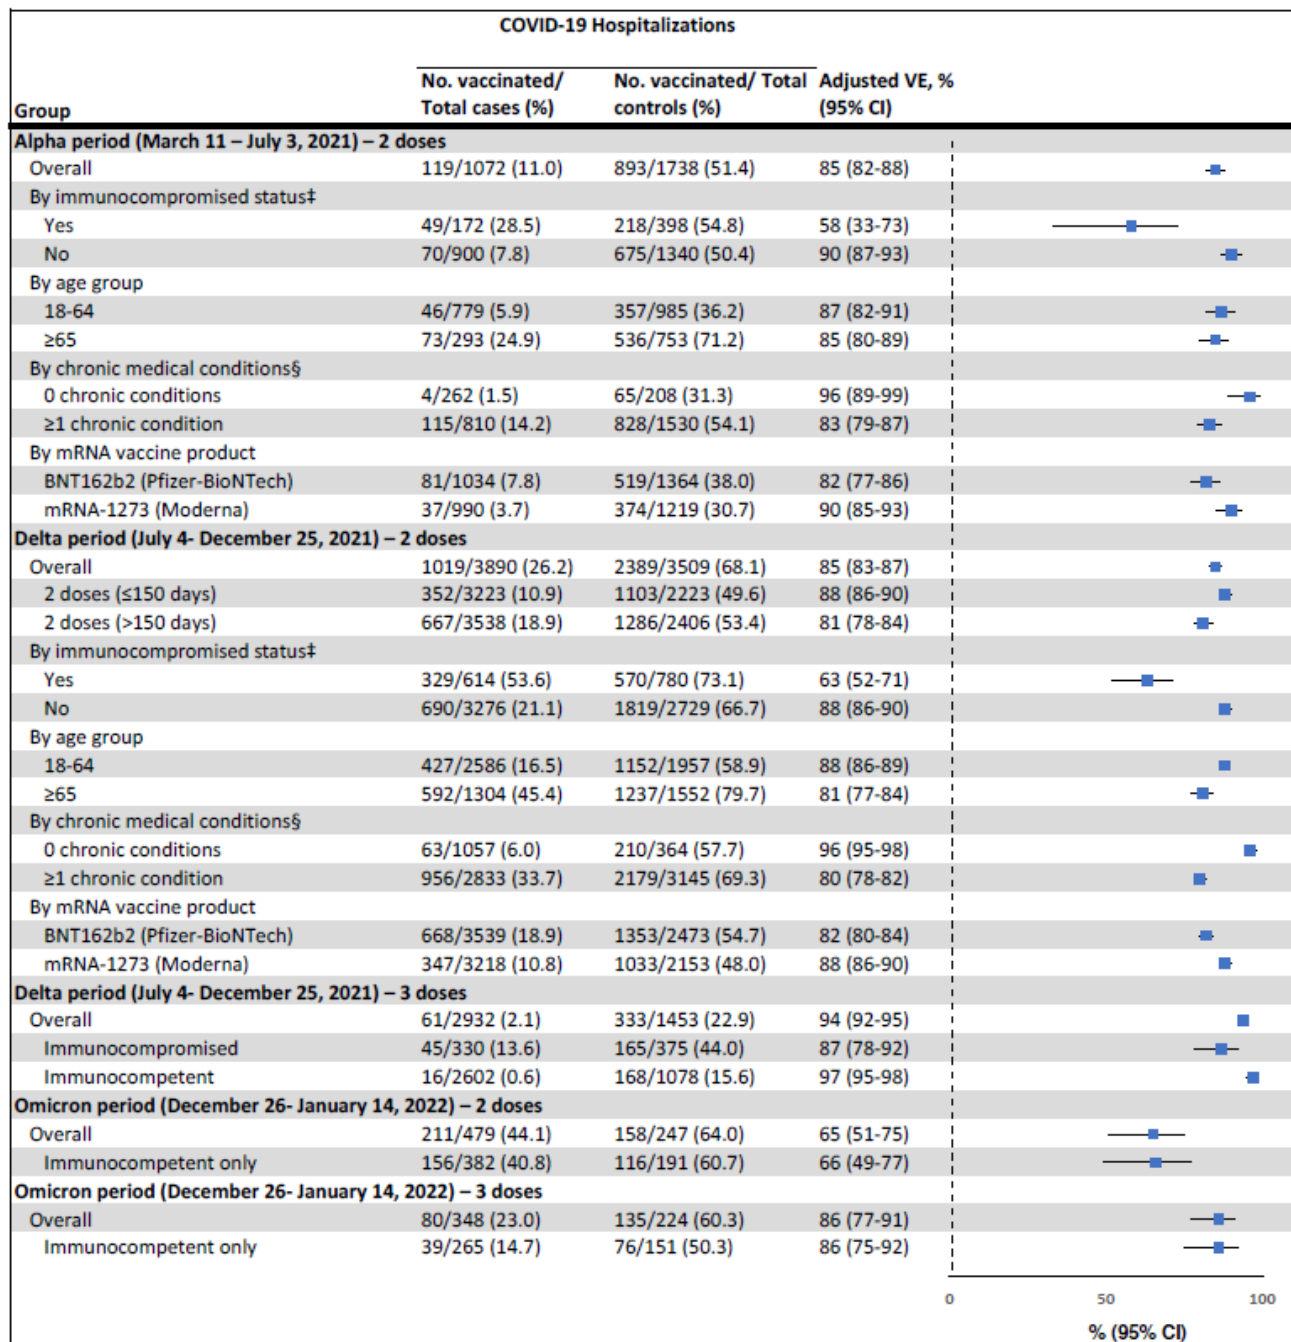 COVID-19 Hospitalizations
Group No. vaccinated/ Total cases (%) No. vaccinated/ Total controls (%) Adjusted VE, % (95% CI)
Alpha period (March 11 – July 3, 2021) – 2 doses
Overall 119/1072 (11.0) 893/1738 (51.4) 85 (82-88)
By immunocompromised status‡
Yes 49/172 (28.5) 218/398 (54.8) 58 (33-73)
No 70/900 (7.8) 675/1340 (50.4) 90 (87-93)
By age group
18-64 46/779 (5.9) 357/985 (36.2) 87 (82-91)
≥65 73/293 (24.9) 536/753 (71.2) 85 (80-89)
By chronic medical conditions§
0 chronic conditions 4/262 (1.5) 65/208 (31.3) 96 (89-99)
≥1 chronic condition 115/810 (14.2) 828/1530 (54.1) 83 (79-87)
By mRNA vaccine product
BNT162b2 (Pfizer-BioNTech) 81/1034 (7.8) 519/1364 (38.0) 82 (77-86)
mRNA-1273 (Moderna) 37/990 (3.7) 374/1219 (30.7) 90 (85-93)
Delta period (July 4- December 25, 2021) – 2 doses
Overall 1019/3890 (26.2) 2389/3509 (68.1) 85 (83-87)
2 doses (≤150 days) 352/3223 (10.9) 1103/2223 (49.6) 88 (86-90)
2 doses (>150 days) 667/3538 (18.9) 1286/2406 (53.4) 81 (78-84)
By immunocompromised status‡
Yes 329/614 (53.6) 570/780 (73.1) 63 (52-71)
No 690/3276 (21.1) 1819/2729 (66.7) 88 (86-90)
By age group
18-64 427/2586 (16.5) 1152/1957 (58.9) 88 (86-89)
≥65 592/1304 (45.4) 1237/1552 (79.7) 81 (77-84)
By chronic medical conditions§
0 chronic conditions 63/1057 (6.0) 210/364 (57.7) 96 (95-98)
≥1 chronic condition 956/2833 (33.7) 2179/3145 (69.3) 80 (78-82)
By mRNA vaccine product
BNT162b2 (Pfizer-BioNTech) 668/3539 (18.9) 1353/2473 (54.7) 82 (80-84)
mRNA-1273 (Moderna) 347/3218 (10.8) 1033/2153 (48.0) 88 (86-90)
Delta period (July 4- December 25, 2021) – 3 doses
Overall 61/2932 (2.1) 333/1453 (22.9) 94 (92-95)
Immunocompromised 45/330 (13.6) 165/375 (44.0) 87 (78-92)
Immunocompetent 16/2602 (0.6) 168/1078 (15.6) 97 (95-98)
Omicron period (December 26- January 14, 2022) – 2 doses
Overall 211/479 (44.1) 158/247 (64.0) 65 (51-75)
Immunocompetent only 156/382 (40.8) 116/191 (60.7) 66 (49-77)
Omicron period (December 26- January 14, 2022) – 3 doses
Overall 80/348 (23.0) 135/224 (60.3) 86 (77-91)
Immunocompetent only 39/265 (14.7) 76/151 (50.3) 86 (75-92)
0 50 100
% (95% CI)